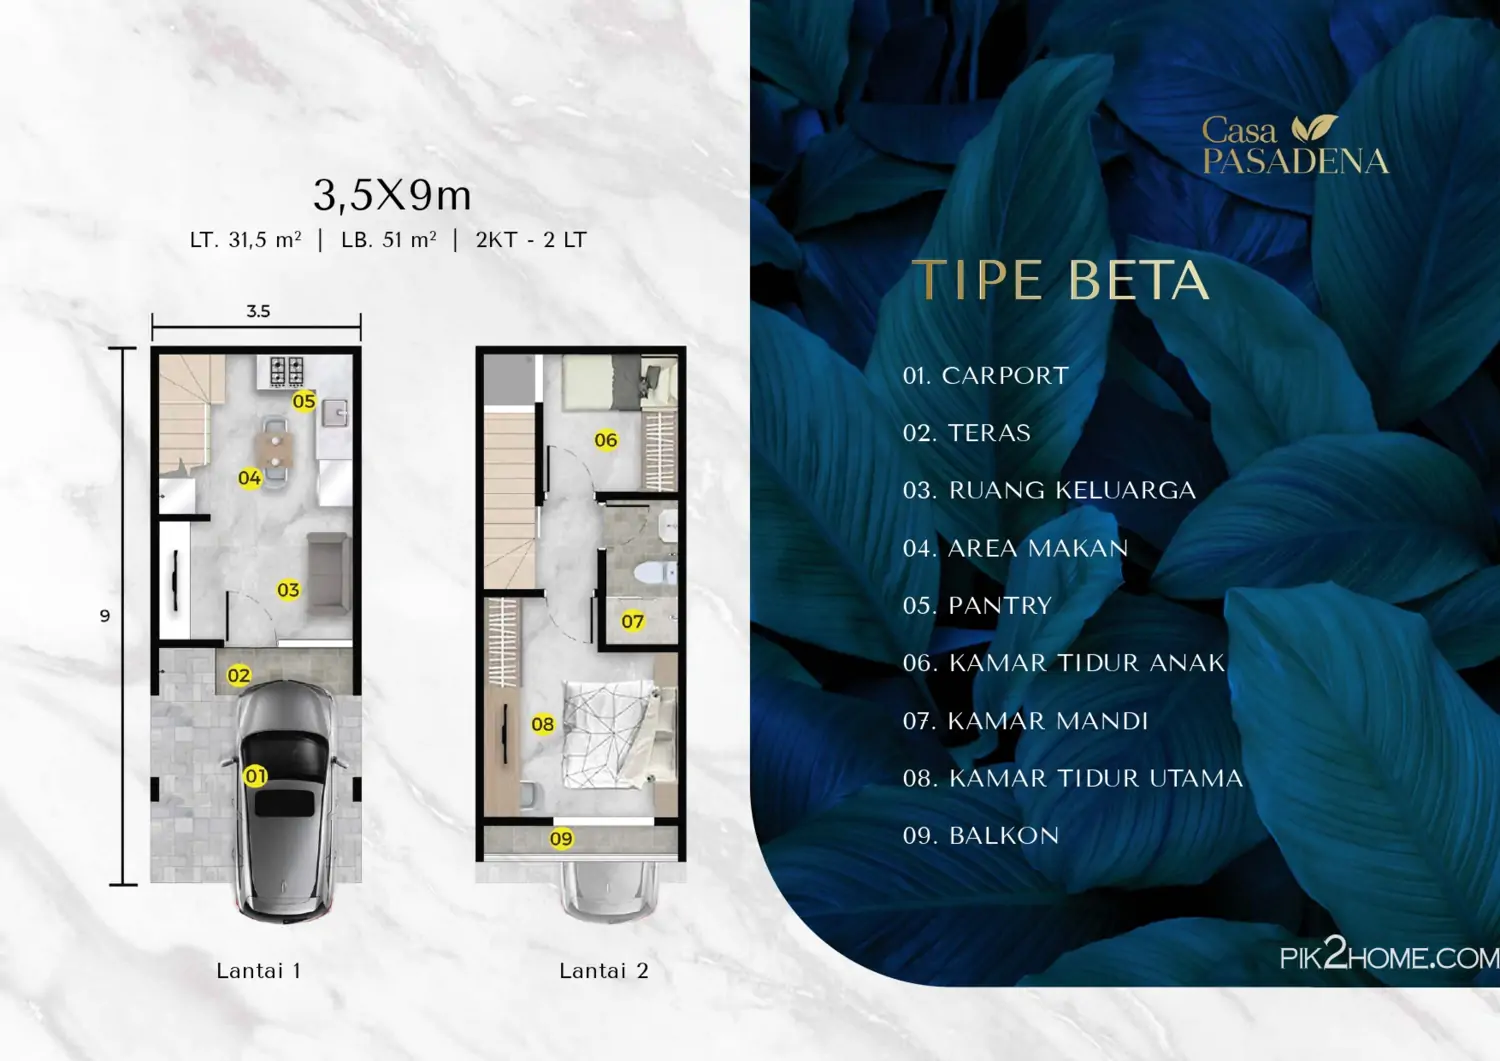 3,5X9m
LT. 31,5 m² | LB. 51 m² | 2KT - 2 LT
3.5
9
05
04
03
02
01
Lantai 1
06
07
08
09
Lantai 2
Casa
PASADENA
TIPE BETA
01. CARPORT
02. TERAS
03. RUANG KELUARGA
04. AREA MAKAN
05. PANTRY
06. KAMAR TIDUR ANAK
07. KAMAR MANDI
08. KAMAR TIDUR UTAMA
09. BALKON
PIK2HOME.COM